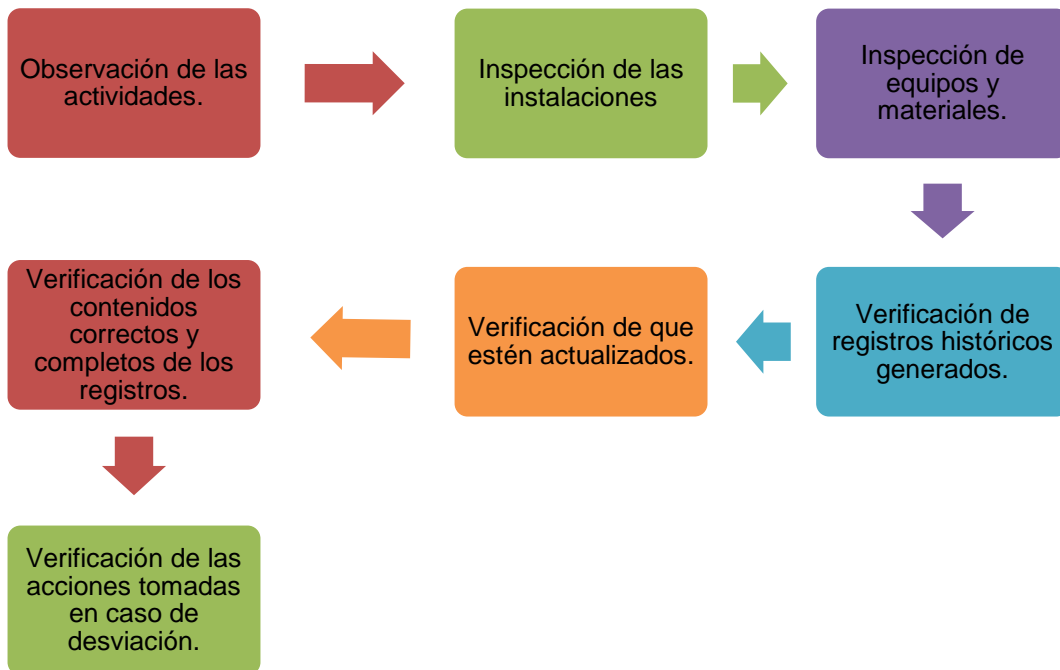 Observación de las
actividades.
Inspección de las
instalaciones
Inspección de
equipos y
materiales.
Verificación de
registros históricos
generados.
Verificación de que
estén actualizados.
Verificación de los
contenidos
correctos y
completos de los
registros.
Verificación de las
acciones tomadas
en caso de
desviación.